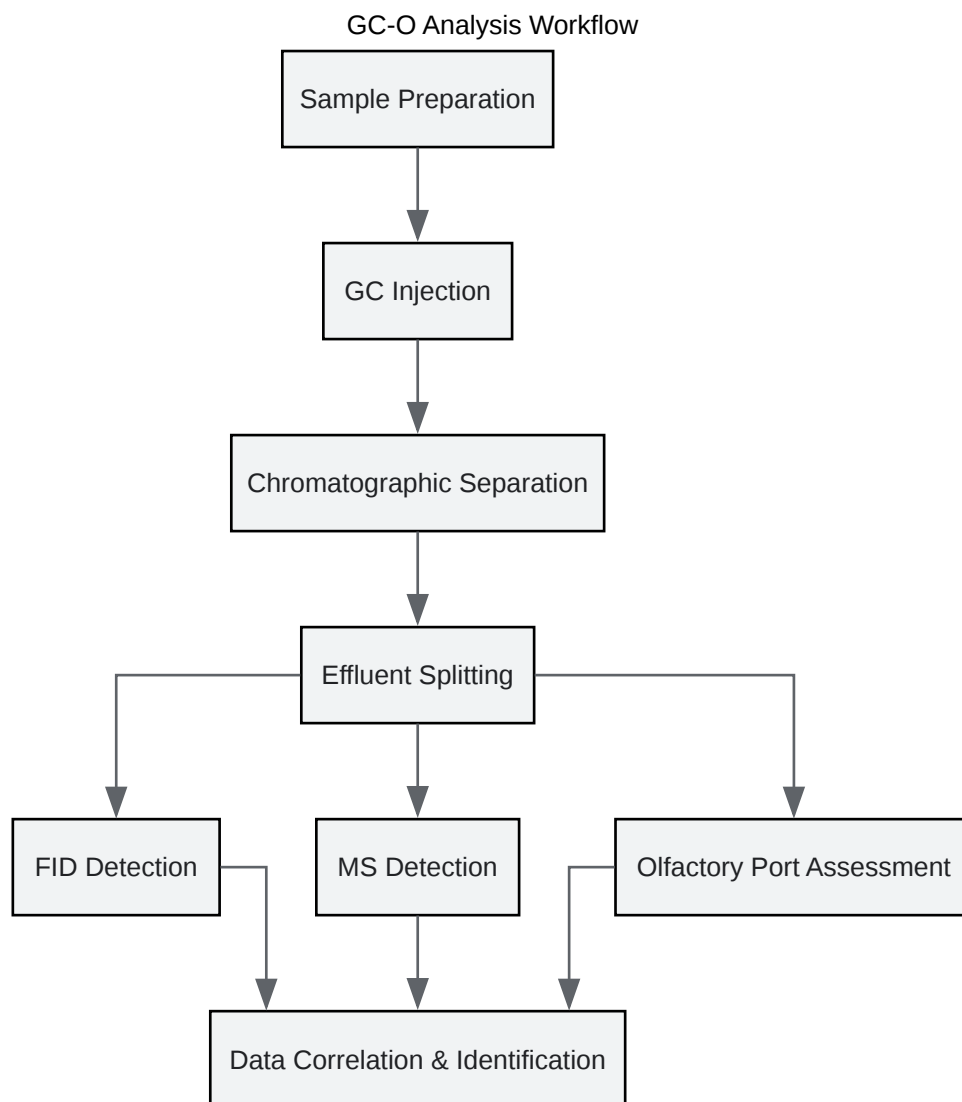 GC-O Analysis Workflow
Sample Preparation
GC Injection
Chromatographic Separation
Effluent Splitting
FID Detection
MS Detection
Olfactory Port Assessment
Data Correlation & Identification